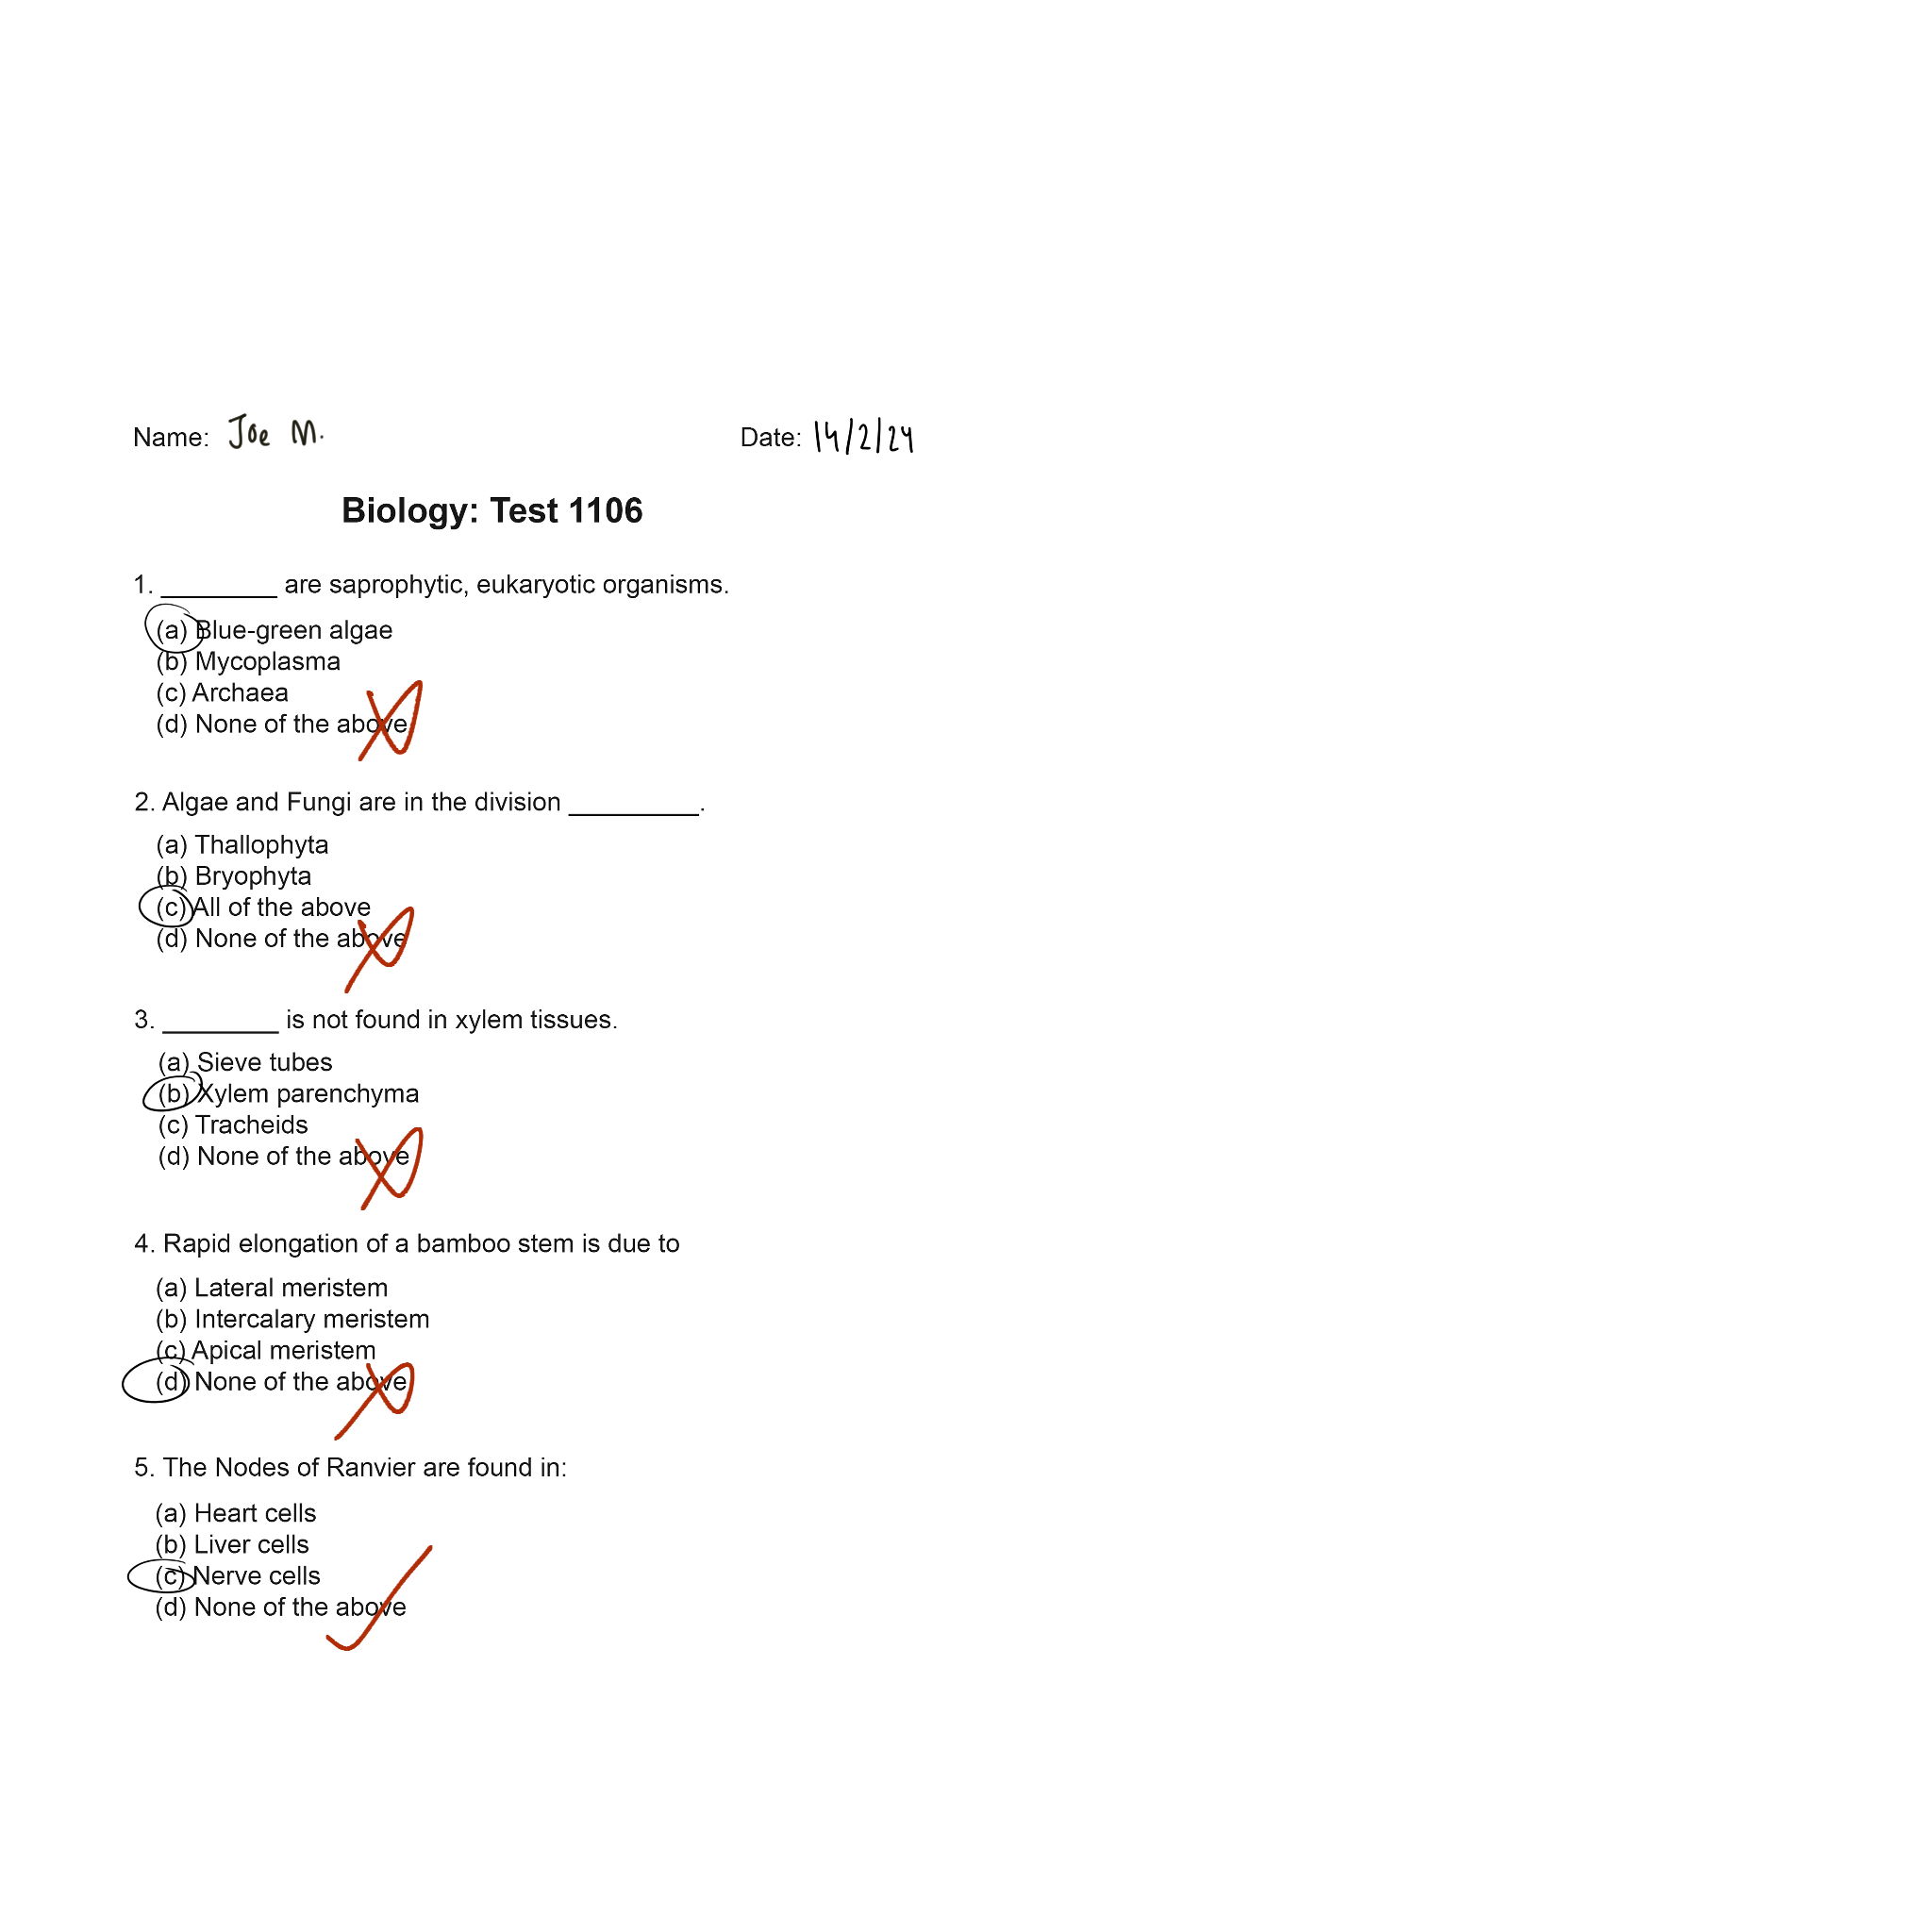 Name: Joe M. Date: 14/2/24
Biology: Test 1106
1. ________ are saprophytic, eukaryotic organisms.
(a) Blue-green algae
(b) Mycoplasma
(c) Archaea
(d) None of the above
2. Algae and Fungi are in the division _________.
(a) Thallophyta
(b) Bryophyta
(c) All of the above
(d) None of the above
3. ________ is not found in xylem tissues.
(a) Sieve tubes
(b) Xylem parenchyma
(c) Tracheids
(d) None of the above
4. Rapid elongation of a bamboo stem is due to
(a) Lateral meristem
(b) Intercalary meristem
(c) Apical meristem
(d) None of the above
5. The Nodes of Ranvier are found in:
(a) Heart cells
(b) Liver cells
(c) Nerve cells
(d) None of the above